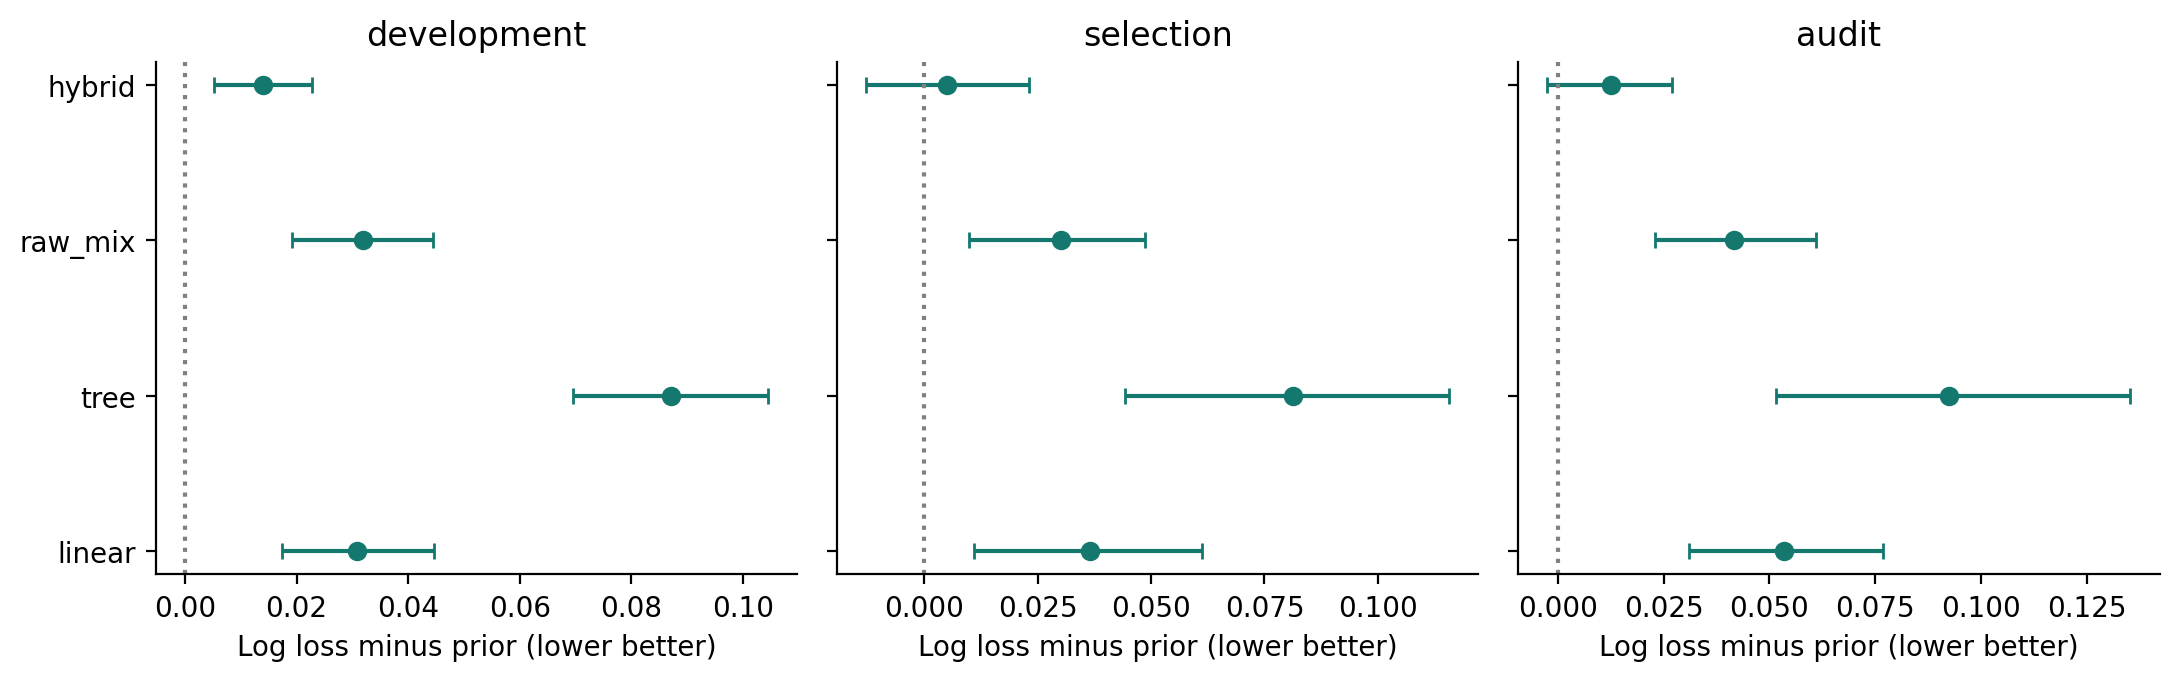 development
selection
audit
hybrid
raw_mix
tree
linear
0.00 0.02 0.04 0.06 0.08 0.10
0.000 0.025 0.050 0.075 0.100
0.000 0.025 0.050 0.075 0.100 0.125
Log loss minus prior (lower better)
Log loss minus prior (lower better)
Log loss minus prior (lower better)